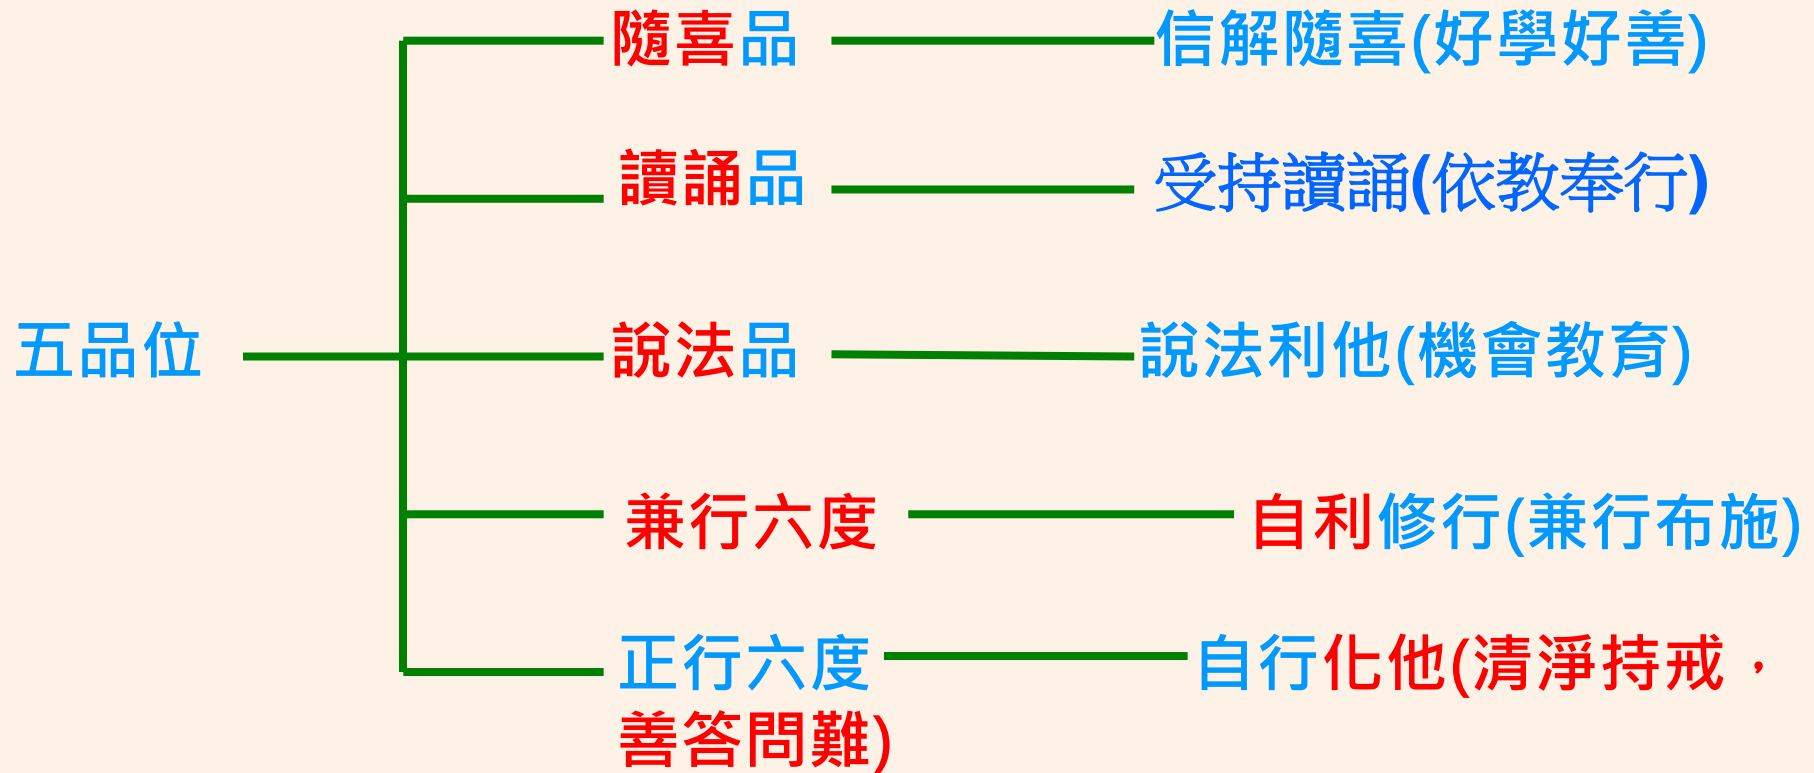 隨喜品 信解隨喜(好學好善)
讀誦品 受持讀誦(依教奉行)
五品位 說法品 說法利他(機會教育)
兼行六度 自利修行(兼行布施)
正行六度 自行化他(清淨持戒，
善答問難)